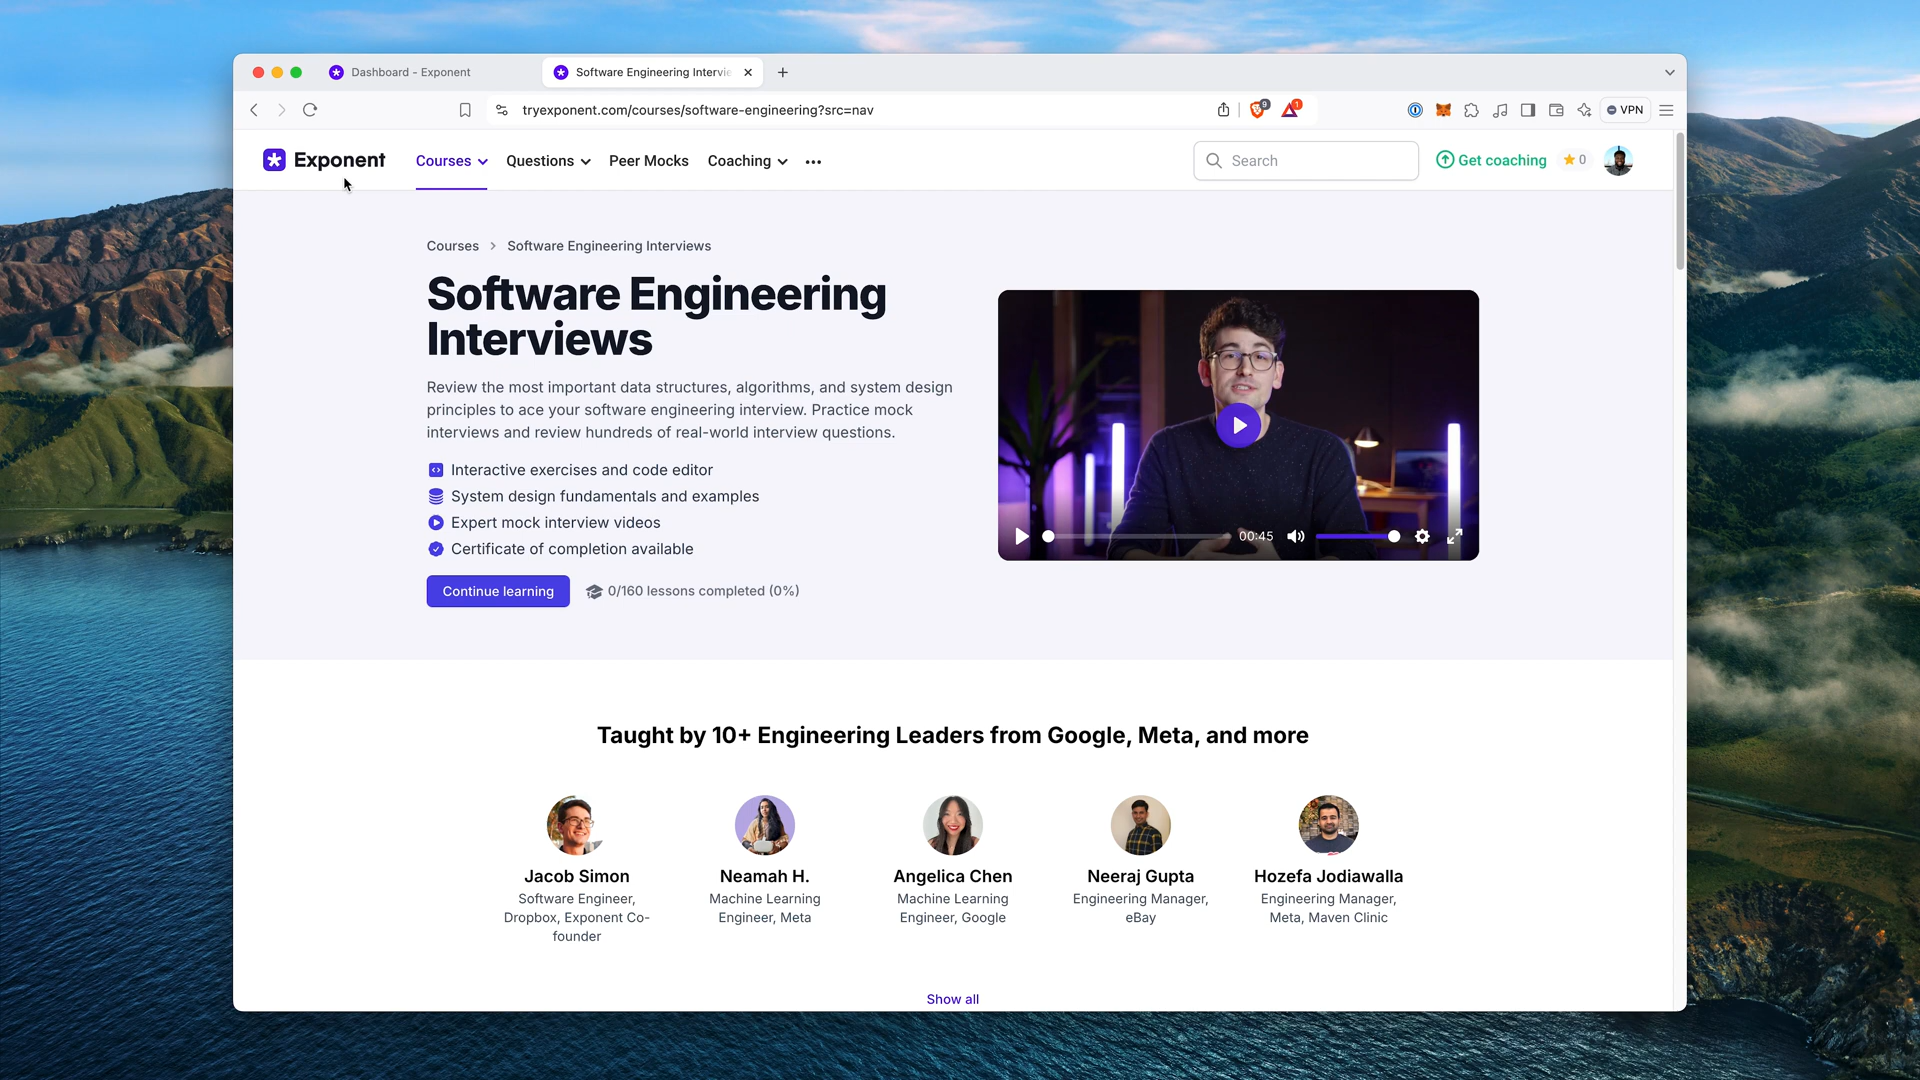 Dashboard - Exponent
Software Engineering Intervie
tryexponent.com/courses/software-engineering?src=nav
9
1
VPN
Exponent
Courses
Questions
Peer Mocks
Coaching
Search
Get coaching
0
Courses > Software Engineering Interviews
Software Engineering
Interviews
Review the most important data structures, algorithms, and system design
principles to ace your software engineering interview. Practice mock
interviews and review hundreds of real-world interview questions.
Interactive exercises and code editor
System design fundamentals and examples
Expert mock interview videos
Certificate of completion available
Continue learning
0/160 lessons completed (0%)
00:45
Taught by 10+ Engineering Leaders from Google, Meta, and more
Jacob Simon
Software Engineer,
Dropbox, Exponent Co-
founder
Neamah H.
Machine Learning
Engineer, Meta
Angelica Chen
Machine Learning
Engineer, Google
Neeraj Gupta
Engineering Manager,
eBay
Hozefa Jodiawalla
Engineering Manager,
Meta, Maven Clinic
Show all